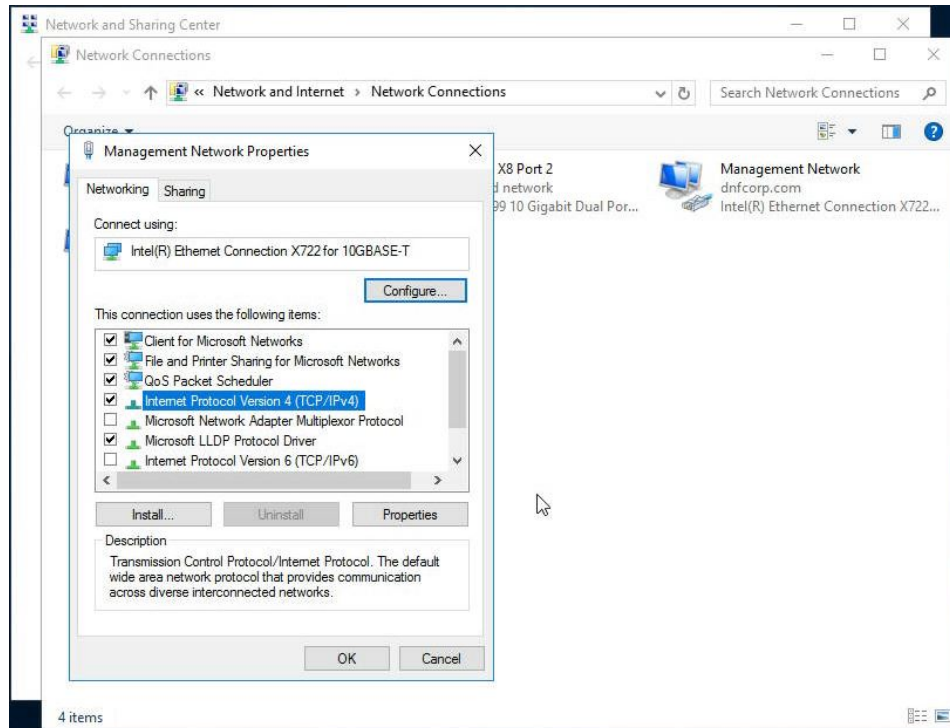 Network and Sharing Center
Network Connections
« Network and Internet › Network Connections
Search Network Connections
Organize
Management Network Properties
Networking
Sharing
Connect using:
Intel(R) Ethernet Connection X722 for 10GBASE-T
Configure...
This connection uses the following items:
Client for Microsoft Networks
File and Printer Sharing for Microsoft Networks
QoS Packet Scheduler
Internet Protocol Version 4 (TCP/IPv4)
Microsoft Network Adapter Multiplexor Protocol
Microsoft LLDP Protocol Driver
Internet Protocol Version 6 (TCP/IPv6)
Install...
Uninstall
Properties
Description
Transmission Control Protocol/Internet Protocol. The default
wide area network protocol that provides communication
across diverse interconnected networks.
OK
Cancel
X8 Port 2
network
99 10 Gigabit Dual Por...
Management Network
dnfcorp.com
Intel(R) Ethernet Connection X722...
4 items